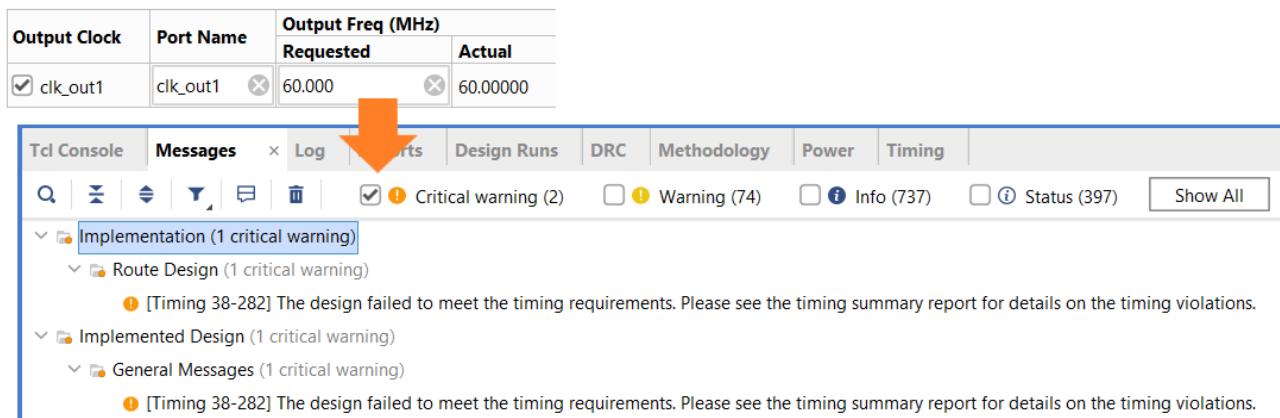 Output Clock Port Name Output Freq (MHz)
Requested Actual
clk_out1 clk_out1 60.000 60.00000
Tcl Console Messages × Log Design Runs DRC Methodology Power Timing
Critical warning (2) Warning (74) Info (737) Status (397) Show All
Implementation (1 critical warning)
Route Design (1 critical warning)
[Timing 38-282] The design failed to meet the timing requirements. Please see the timing summary report for details on the timing violations.
Implemented Design (1 critical warning)
General Messages (1 critical warning)
[Timing 38-282] The design failed to meet the timing requirements. Please see the timing summary report for details on the timing violations.